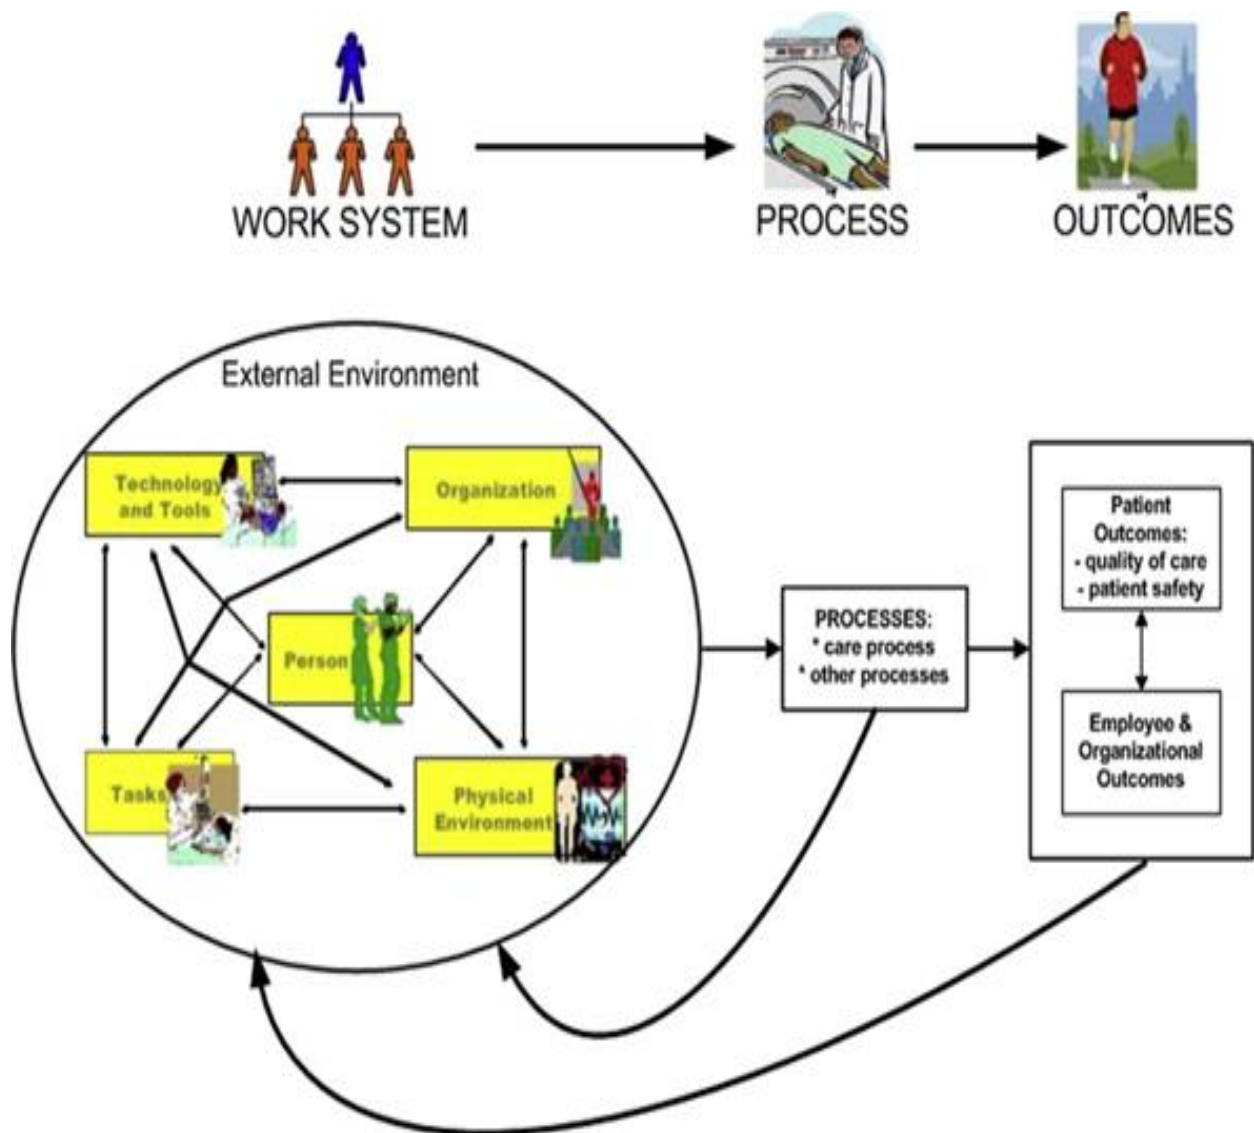 WORK SYSTEM
PROCESS
OUTCOMES
External Environment
Technology
and Tools
Organization
Person
Tasks
Physical
Environment
PROCESSES:
* care process
* other processes
Patient
Outcomes:
- quality of care
- patient safety
Employee &
Organizational
Outcomes